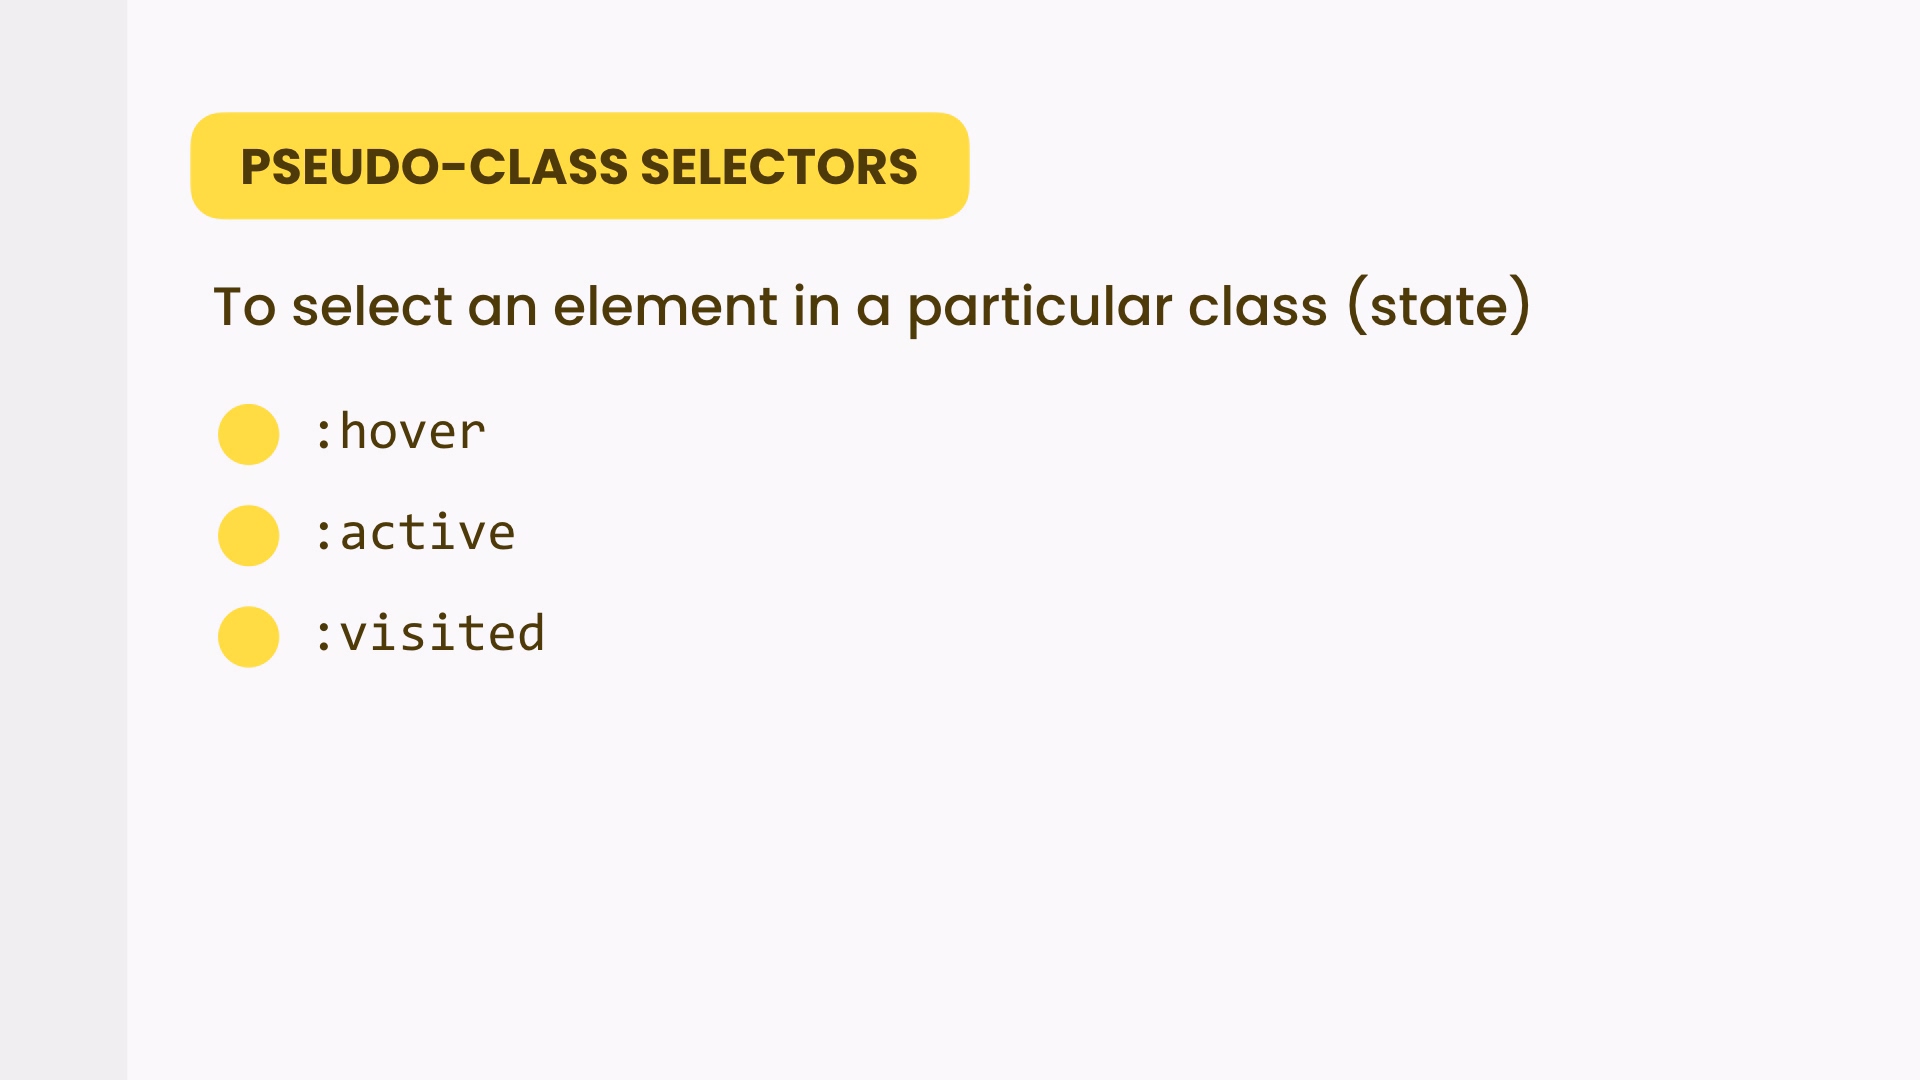 PSEUDO-CLASS SELECTORS
To select an element in a particular class (state)
:hover
:active
:visited